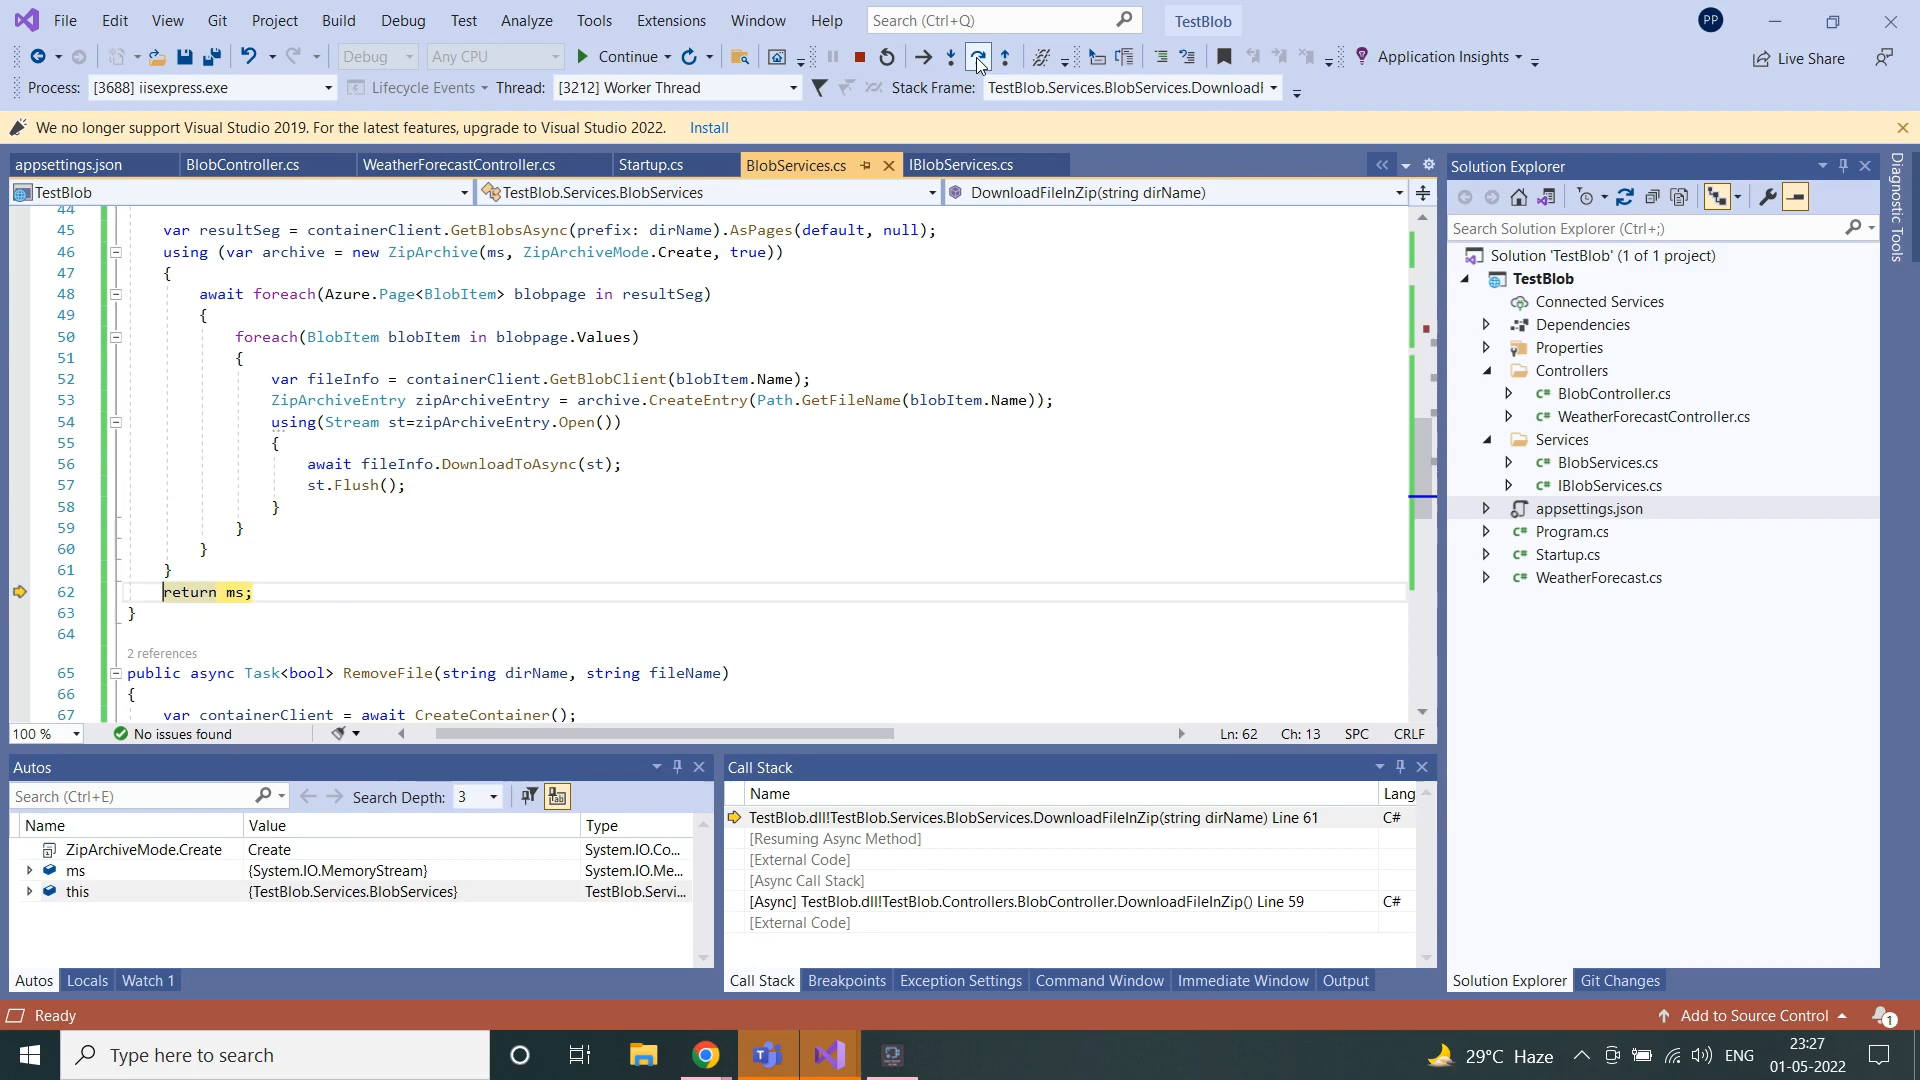 File Edit View Git Project Build Debug Test Analyze Tools Extensions Window Help Search (Ctrl+Q) TestBlob PP
Debug Any CPU Continue Application Insights Live Share
Process: [3688] iisexpress.exe Lifecycle Events Thread: [3212] Worker Thread Stack Frame: TestBlob.Services.BlobServices.Downloadl
We no longer support Visual Studio 2019. For the latest features, upgrade to Visual Studio 2022. Install
appsettings.json BlobController.cs WeatherForecastController.cs Startup.cs BlobServices.cs IBlobServices.cs
TestBlob TestBlob.Services.BlobServices DownloadFileInZip(string dirName)
44
45 var resultSeg = containerClient.GetBlobsAsync(prefix: dirName).AsPages(default, null);
46 using (var archive = new ZipArchive(ms, ZipArchiveMode.Create, true))
47 {
48 await foreach(Azure.Page<BlobItem> blobpage in resultSeg)
49 {
50 foreach(BlobItem blobItem in blobpage.Values)
51 {
52 var fileInfo = containerClient.GetBlobClient(blobItem.Name);
53 ZipArchiveEntry zipArchiveEntry = archive.CreateEntry(Path.GetFileName(blobItem.Name));
54 using(Stream st=zipArchiveEntry.Open())
55 {
56 await fileInfo.DownloadToAsync(st);
57 st.Flush();
58 }
59 }
60 }
61 }
62 return ms;
63 }
64
2 references
65 public async Task<bool> RemoveFile(string dirName, string fileName)
66 {
67 var containerClient = await CreateContainer();
100 % No issues found Ln: 62 Ch: 13 SPC CRLF
Solution Explorer
Search Solution Explorer (Ctrl+;)
Solution 'TestBlob' (1 of 1 project)
TestBlob
Connected Services
Dependencies
Properties
Controllers
BlobController.cs
WeatherForecastController.cs
Services
BlobServices.cs
IBlobServices.cs
appsettings.json
Program.cs
Startup.cs
WeatherForecast.cs
Solution Explorer Git Changes
Diagnostic Tools
Autos
Search (Ctrl+E) Search Depth: 3
Name Value Type
ZipArchiveMode.Create Create System.IO.Co...
ms {System.IO.MemoryStream} System.IO.Me...
this {TestBlob.Services.BlobServices} TestBlob.Servi...
Autos Locals Watch 1
Call Stack
Name Lang
TestBlob.dll!TestBlob.Services.BlobServices.DownloadFileInZip(string dirName) Line 61 C#
[Resuming Async Method]
[External Code]
[Async Call Stack]
[Async] TestBlob.dll!TestBlob.Controllers.BlobController.DownloadFileInZip() Line 59 C#
[External Code]
Call Stack Breakpoints Exception Settings Command Window Immediate Window Output
Ready Add to Source Control 1
Type here to search 29°C Haze ENG 23:27
01-05-2022